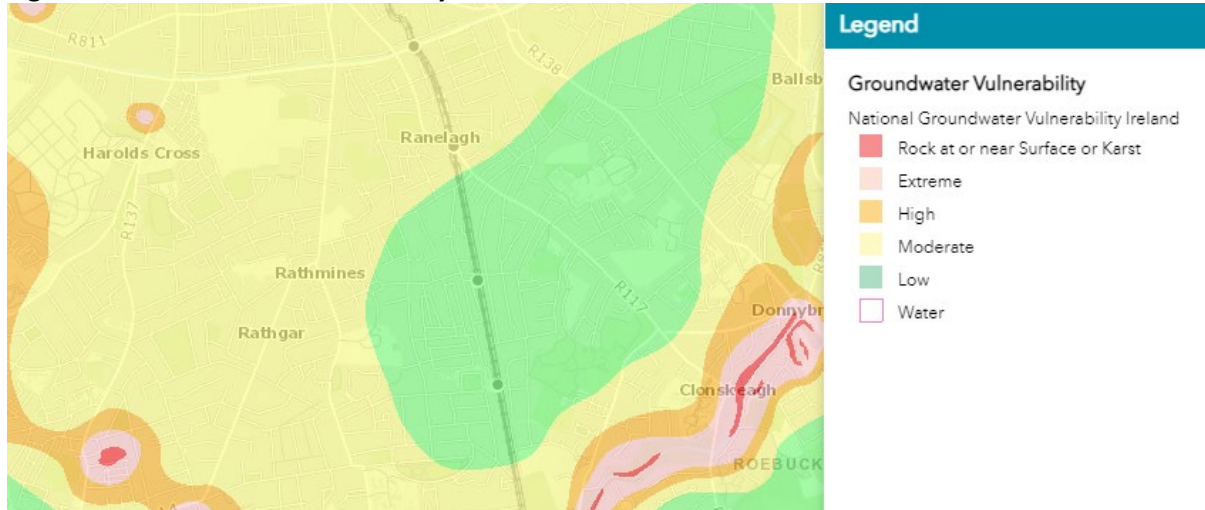 R811
R138
Ballsb
Ranelagh
Harolds Cross
R137
Rathmines
R117
Rathgar
Donnybr
Clonskeagh
ROEBUCK
Legend
Groundwater Vulnerability
National Groundwater Vulnerability Ireland
Rock at or near Surface or Karst
Extreme
High
Moderate
Low
Water